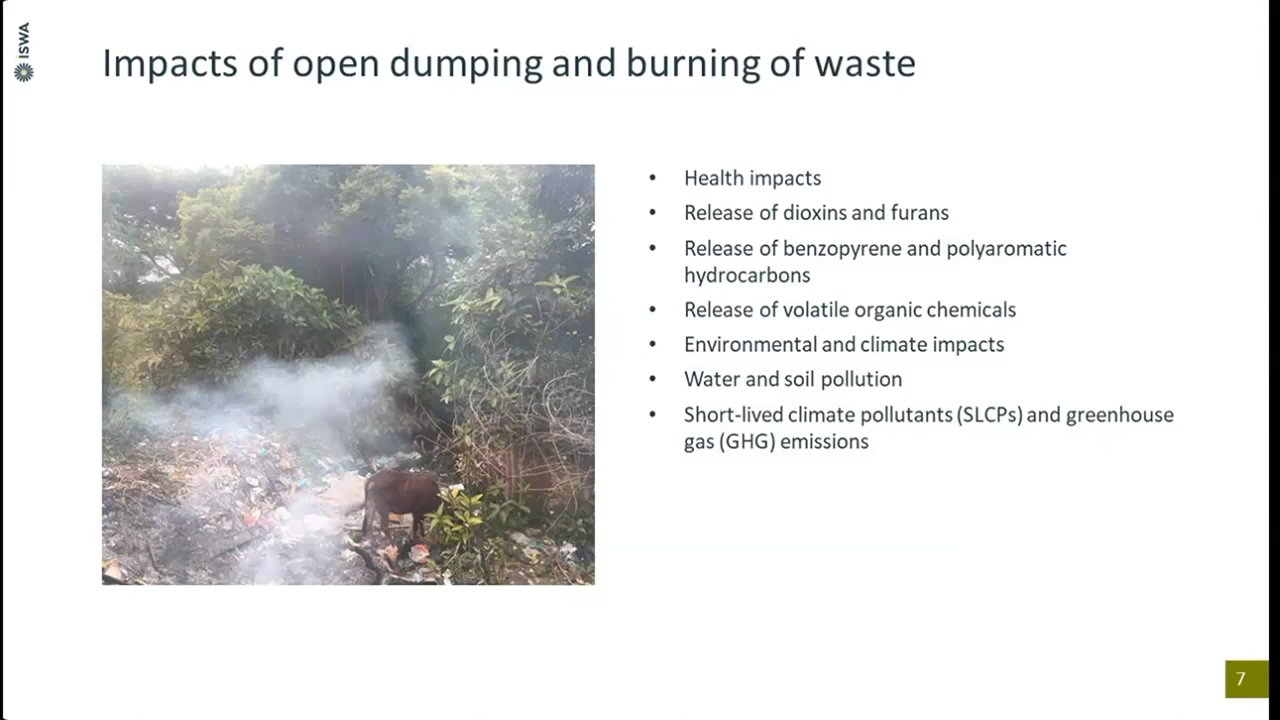 ISWA
Impacts of open dumping and burning of waste
• Health impacts
• Release of dioxins and furans
• Release of benzopyrene and polyaromatic
hydrocarbons
• Release of volatile organic chemicals
• Environmental and climate impacts
• Water and soil pollution
• Short-lived climate pollutants (SLCPs) and greenhouse
gas (GHG) emissions
7